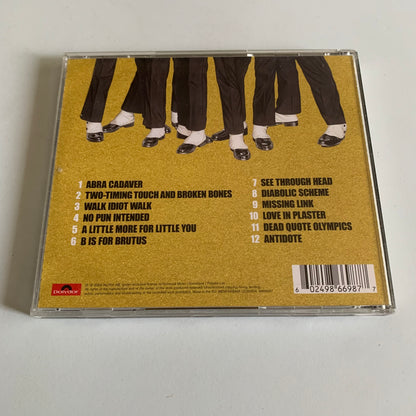 1 ABRA CADAVER
2 TWO-TIMING TOUCH AND BROKEN BONES
3 WALK IDIOT WALK
4 NO PUN INTENDED
5 A LITTLE MORE FOR LITTLE YOU
6 B IS FOR BRUTUS
7 SEE THROUGH HEAD
8 DIABOLIC SCHEME
9 MISSING LINK
10 LOVE IN PLASTER
11 DEAD QUOTE OLYMPICS
12 ANTIDOTE
6 02498 66987 7
Polydor